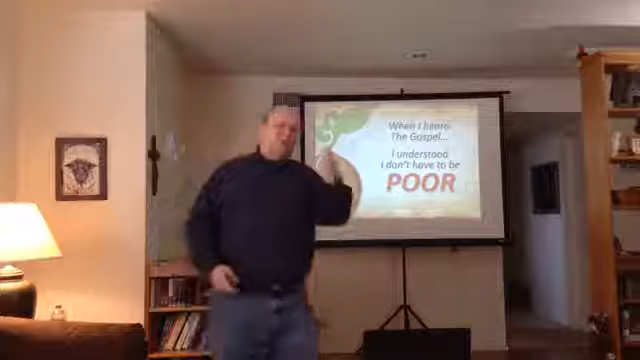 When I heard
The Gospel...
I understood
I don't have to be
POOR